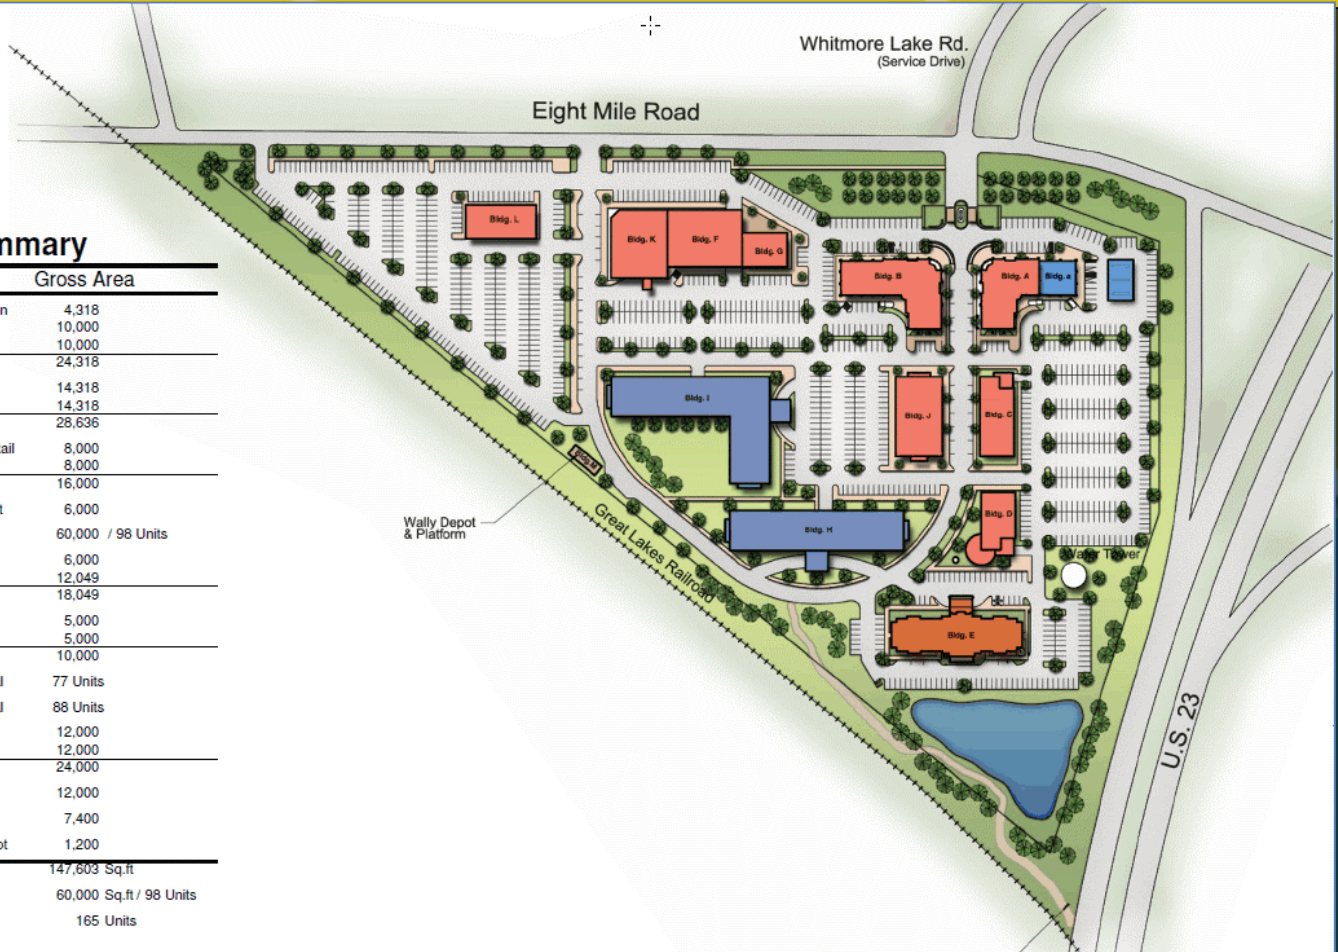 Whitmore Lake Rd.
(Service Drive)
Eight Mile Road
Bldg. L
Bldg. K
Bldg. F
Bldg. G
Bldg. B
Bldg. A
Bldg. a
Bldg. I
Bldg. J
Bldg. C
Bldg. M
Bldg. D
Bldg. H
Wally Depot
& Platform
Great Lakes Railroad
Water Tower
Bldg. E
U.S. 23
mmary
Gross Area
n 4,318
10,000
10,000
24,318
14,318
14,318
28,636
tail 8,000
8,000
16,000
t 6,000
60,000 / 98 Units
6,000
12,049
18,049
5,000
5,000
10,000
l 77 Units
l 88 Units
12,000
12,000
24,000
12,000
7,400
ot 1,200
147,603 Sq.ft
60,000 Sq.ft / 98 Units
165 Units